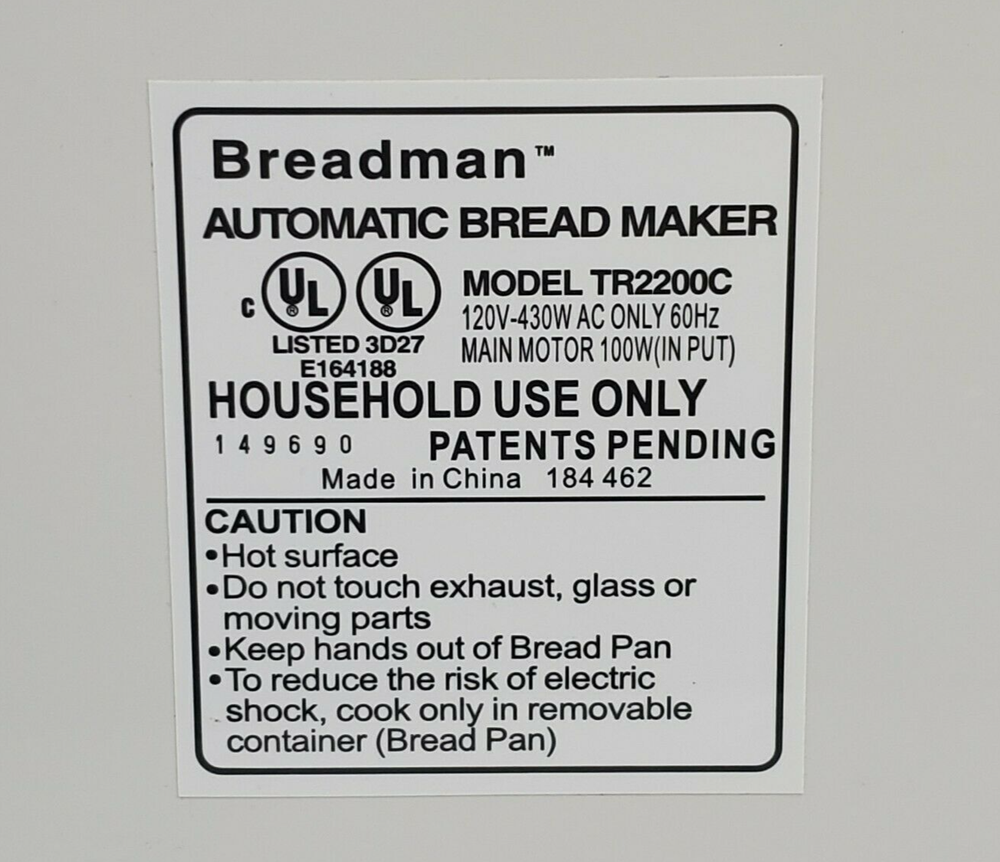 Breadman™
AUTOMATIC BREAD MAKER
C UL® UL®
LISTED 3D27
E164188
MODEL TR2200C
120V-430W AC ONLY 60Hz
MAIN MOTOR 100W(IN PUT)
HOUSEHOLD USE ONLY
149690 PATENTS PENDING
Made in China 184 462
CAUTION
•Hot surface
•Do not touch exhaust, glass or
moving parts
•Keep hands out of Bread Pan
•To reduce the risk of electric
shock, cook only in removable
container (Bread Pan)